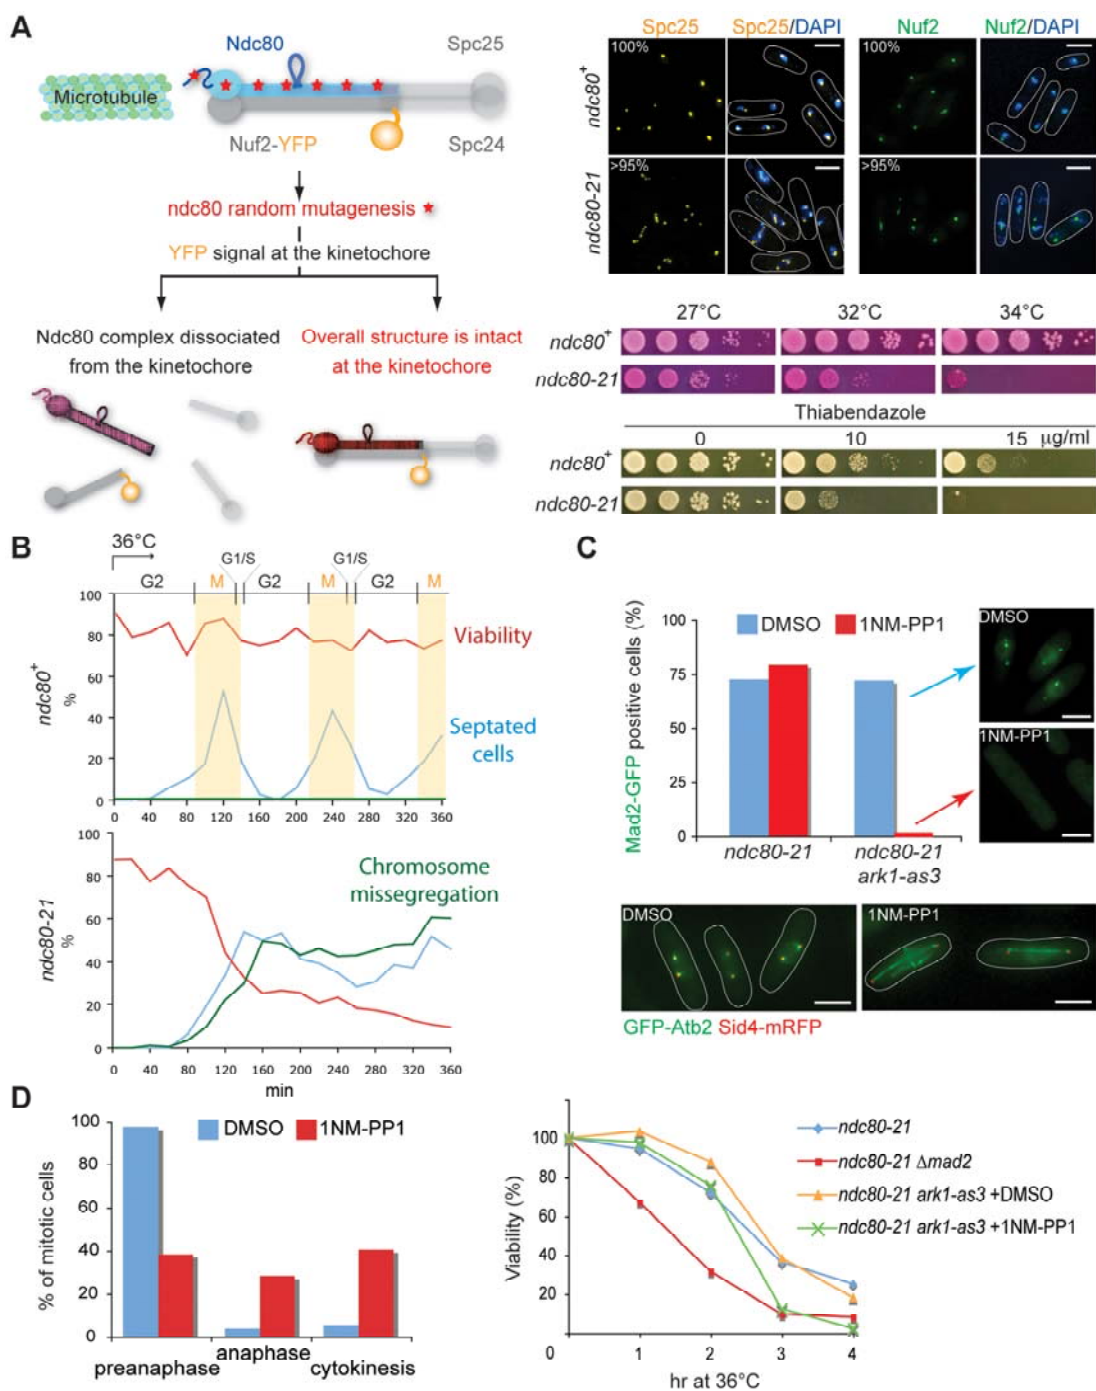 A
Ndc80
Spc25
Microtubule
Nuf2-YFP
Spc24
ndc80 random mutagenesis
YFP signal at the kinetochore
Ndc80 complex dissociated
from the kinetochore
Overall structure is intact
at the kinetochore
Spc25
Spc25/DAPI
Nuf2
Nuf2/DAPI
100%
100%
ndc80+
>95%
>95%
ndc80-21
27°C
32°C
34°C
ndc80+
ndc80-21
Thiabendazole
0
10
15
µg/ml
ndc80+
ndc80-21
B
36°C
G1/S
G1/S
G2
M
G2
M
G2
M
100
80
60
40
20
0
ndc80+
%
Viability
Septated
cells
0 40 80 120 160 200 240 280 320 360
100
80
60
40
20
0
ndc80-21
%
Chromosome
missegregation
0 40 80 120 160 200 240 280 320 360
min
C
Mad2-GFP positive cells (%)
100
75
50
25
0
DMSO
1NM-PP1
ndc80-21
ndc80-21
ark1-as3
DMSO
1NM-PP1
DMSO
1NM-PP1
GFP-Atb2 Sid4-mRFP
D
% of mitotic cells
100
80
60
40
20
0
DMSO
1NM-PP1
preanaphase
anaphase
cytokinesis
Viability (%)
100
80
60
40
20
0
1
2
3
4
hr at 36°C
ndc80-21
ndc80-21 Δmad2
ndc80-21 ark1-as3 +DMSO
ndc80-21 ark1-as3 +1NM-PP1